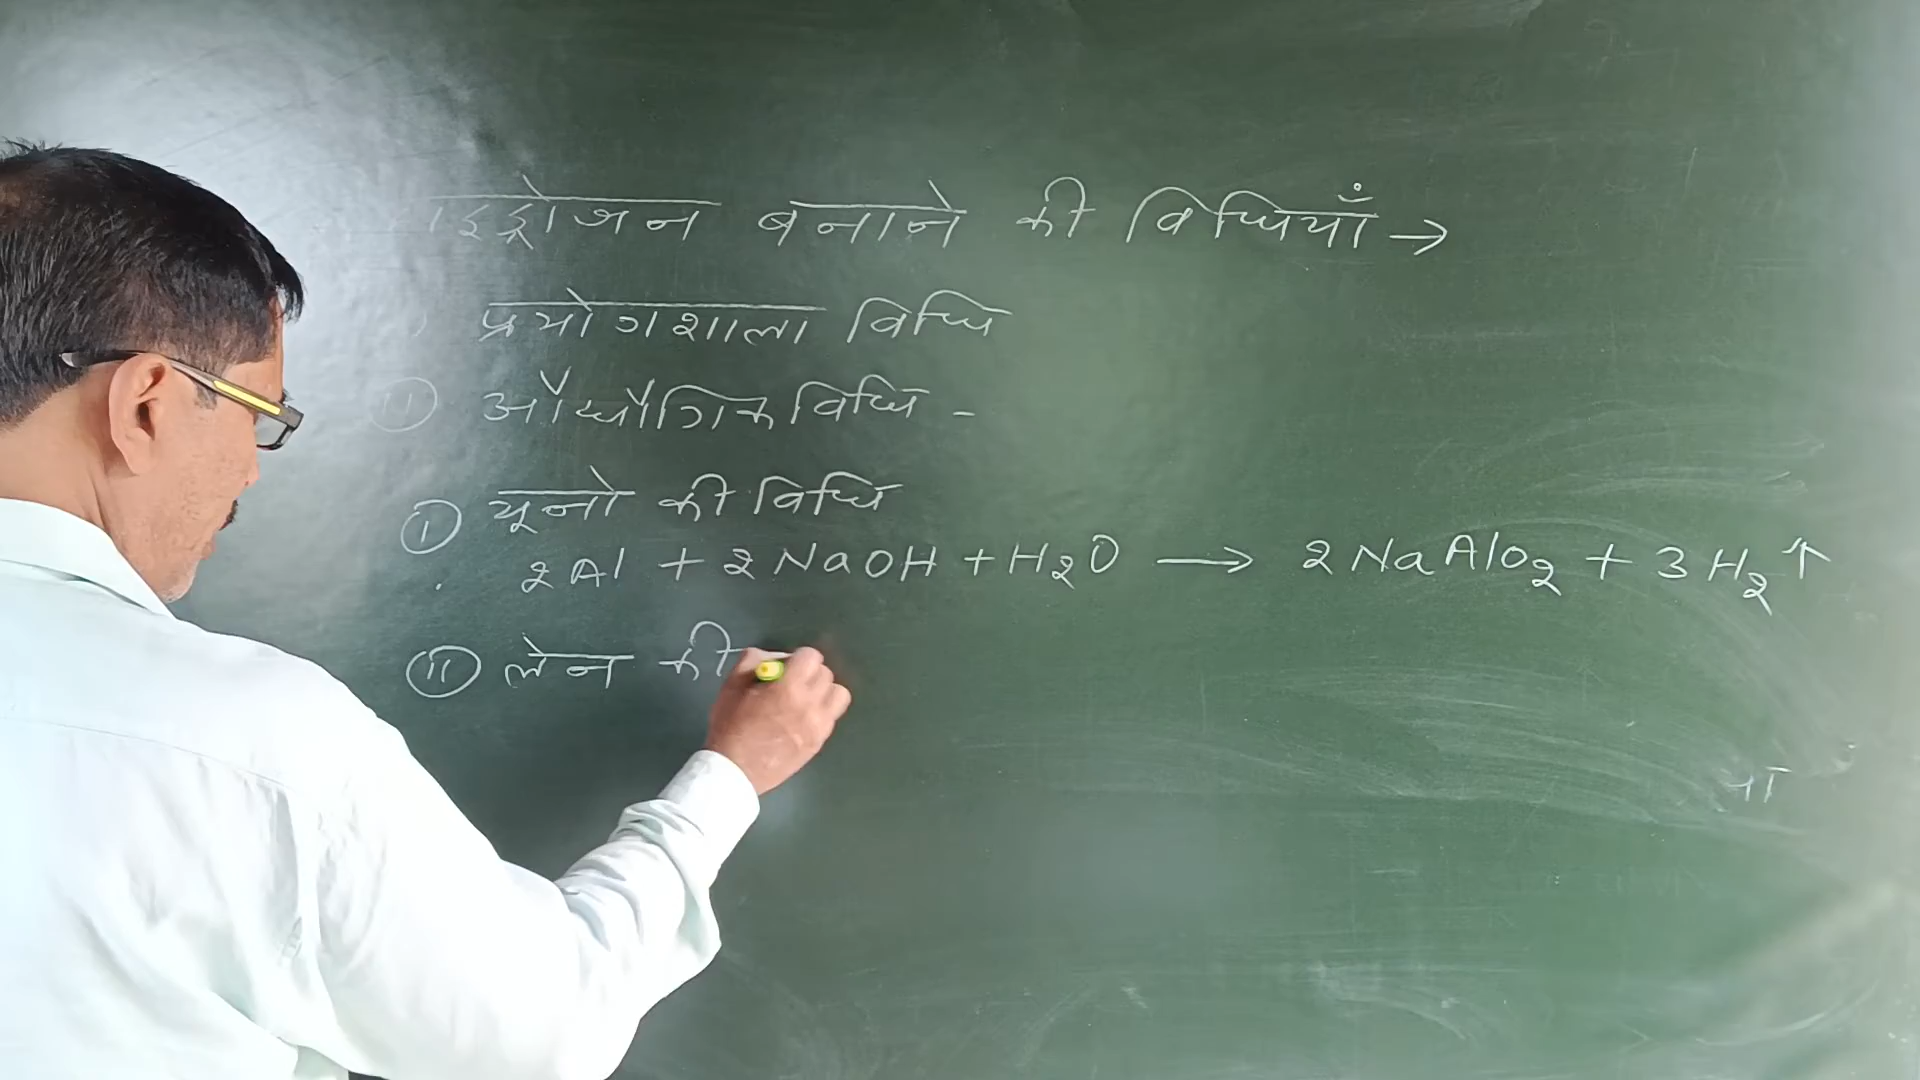 हाइड्रोजन बनाने की विधियाँ →
प्रयोगशाला विधि
(II) औद्यौगिक विधि -
(I) यूनो की विधि
2Al + 2NaOH + H₂O → 2NaAlO₂ + 3H₂↑
(II) लेन की